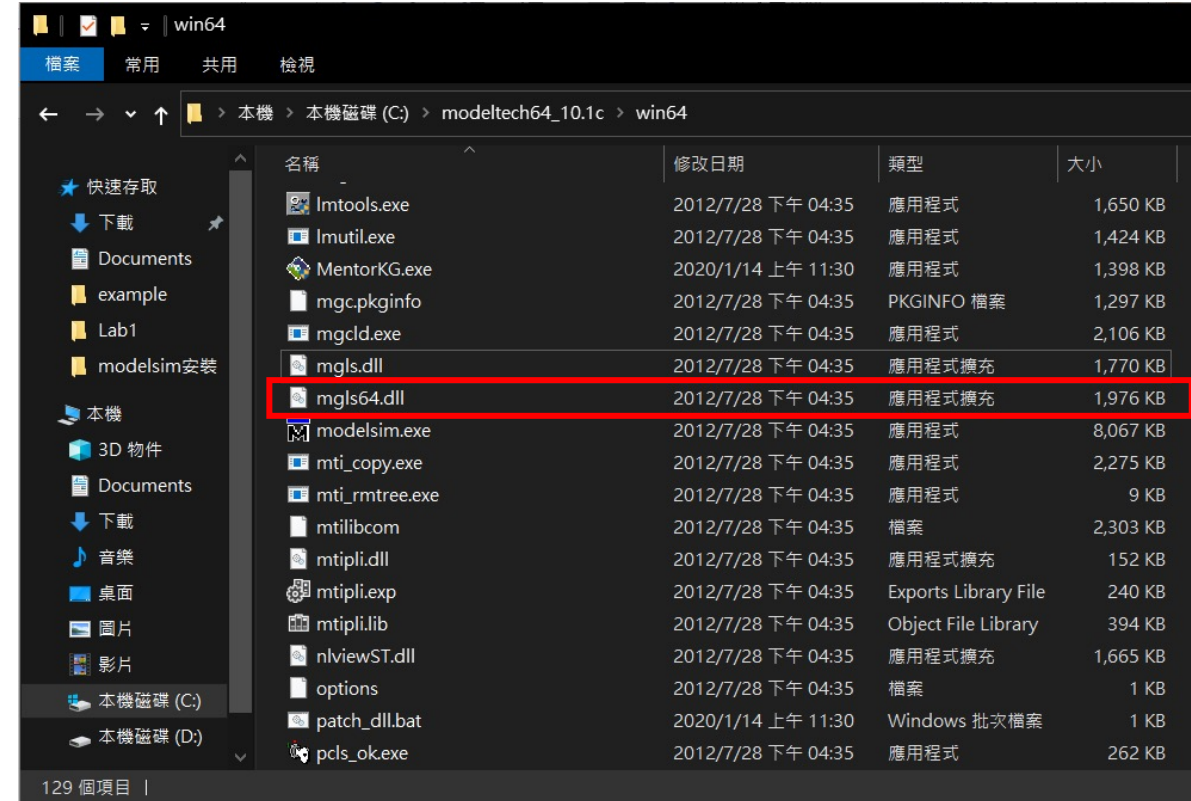 win64
檔案 常用 共用 檢視
本機 > 本機磁碟 (C:) > modeltech64_10.1c > win64
名稱 修改日期 類型 大小
快速存取
下載
Documents
example
Lab1
modelsim安裝
本機
3D 物件
Documents
下載
音樂
桌面
圖片
影片
本機磁碟 (C:)
本機磁碟 (D:)
lmtools.exe 2012/7/28 下午 04:35 應用程式 1,650 KB
lmutil.exe 2012/7/28 下午 04:35 應用程式 1,424 KB
MentorKG.exe 2020/1/14 上午 11:30 應用程式 1,398 KB
mgc.pkginfo 2012/7/28 下午 04:35 PKGINFO 檔案 1,297 KB
mgcld.exe 2012/7/28 下午 04:35 應用程式 2,106 KB
mgls.dll 2012/7/28 下午 04:35 應用程式擴充 1,770 KB
mgls64.dll 2012/7/28 下午 04:35 應用程式擴充 1,976 KB
modelsim.exe 2012/7/28 下午 04:35 應用程式 8,067 KB
mti_copy.exe 2012/7/28 下午 04:35 應用程式 2,275 KB
mti_rmtree.exe 2012/7/28 下午 04:35 應用程式 9 KB
mtilibcom 2012/7/28 下午 04:35 檔案 2,303 KB
mtipli.dll 2012/7/28 下午 04:35 應用程式擴充 152 KB
mtipli.exp 2012/7/28 下午 04:35 Exports Library File 240 KB
mtipli.lib 2012/7/28 下午 04:35 Object File Library 394 KB
nlviewST.dll 2012/7/28 下午 04:35 應用程式擴充 1,665 KB
options 2012/7/28 下午 04:35 檔案 1 KB
patch_dll.bat 2020/1/14 上午 11:30 Windows 批次檔案 1 KB
pcls_ok.exe 2012/7/28 下午 04:35 應用程式 262 KB
129 個項目